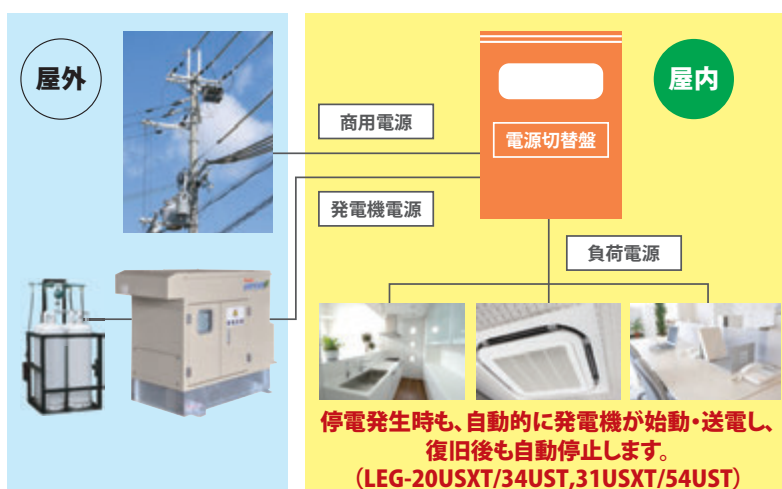 屋外
屋内
商用電源
電源切替盤
発電機電源
負荷電源
停電発生時も、自動的に発電機が始動・送電し、
復旧後も自動停止します。
(LEG-20USXT/34UST,31USXT/54UST)